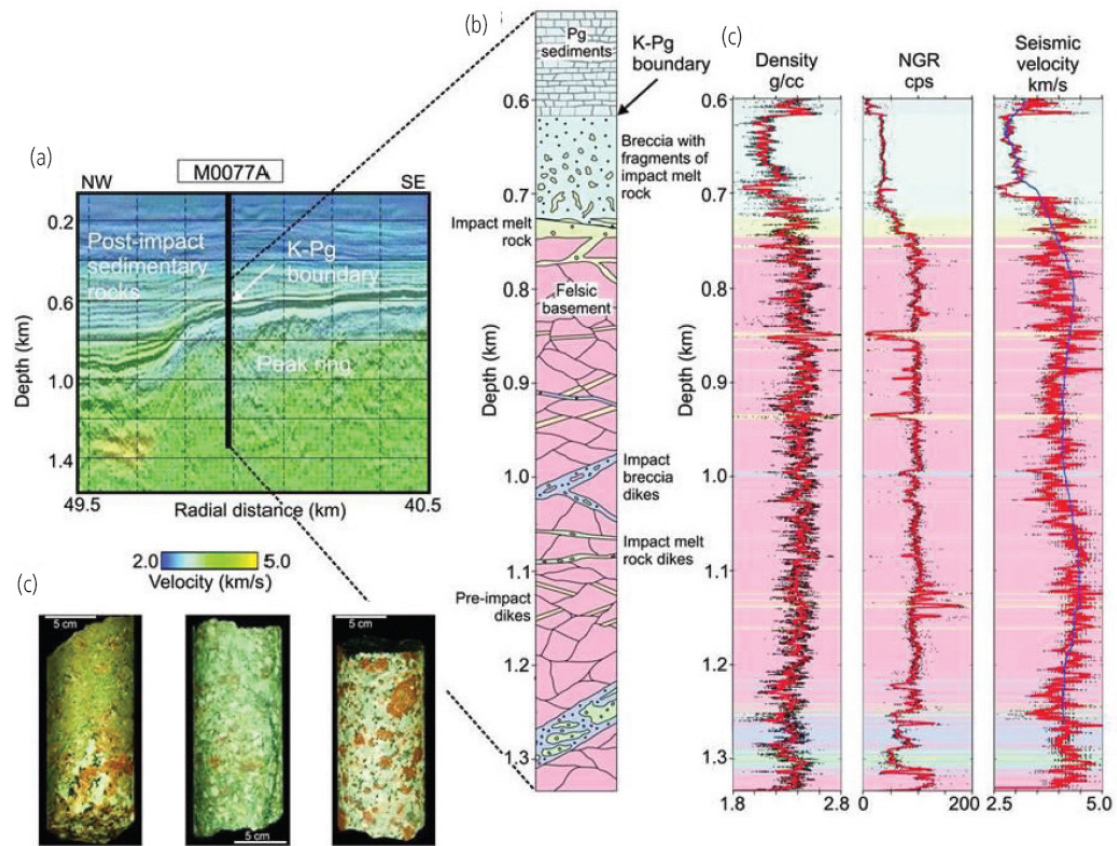 (a)
M0077A
NW
SE
Depth (km)
0.2
0.4
0.6
0.8
1.0
1.2
1.4
Post-impact
sedimentary
rocks
K-Pg
boundary
Peak ring
49.5
40.5
Radial distance (km)
2.0
5.0
Velocity (km/s)
(c)
5 cm
5 cm
5 cm
(b)
Depth (km)
0.6
0.7
0.8
0.9
1.0
1.1
1.2
1.3
Pg
sediments
K-Pg
boundary
Breccia with
fragments of
impact melt
rock
Impact melt
rock
Felsic
basement
Impact
breccia
dikes
Impact melt
rock dikes
Pre-impact
dikes
(c)
Density
g/cc
NGR
cps
Seismic
velocity
km/s
Depth (km)
0.6
0.7
0.8
0.9
1.0
1.1
1.2
1.3
1.8
2.8
0
200
2.5
5.0